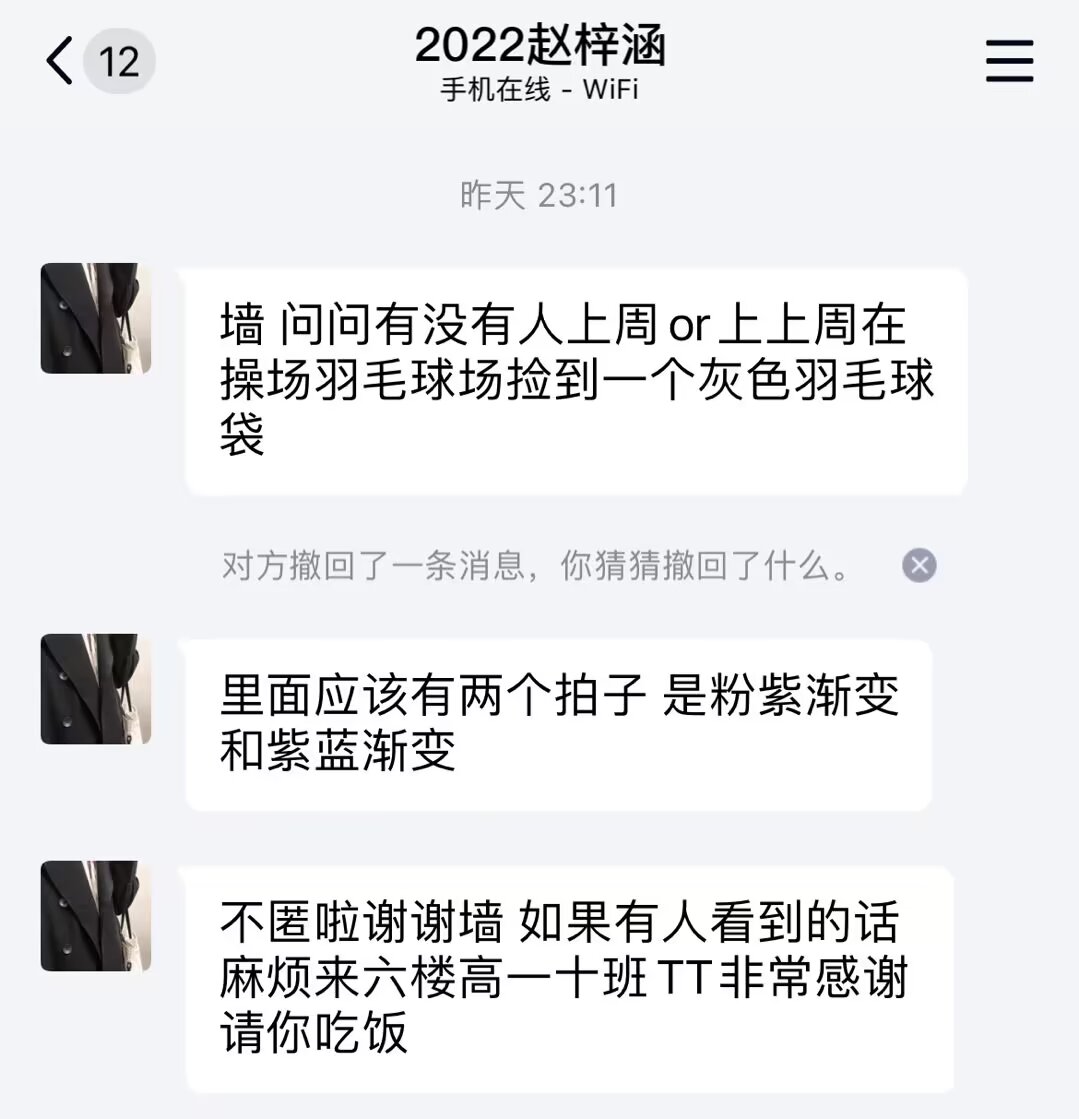 12
2022赵梓涵
手机在线 - WiFi
昨天 23:11
墙 问问有没有人上周or上上周在
操场羽毛球场捡到一个灰色羽毛球
袋
对方撤回了一条消息，你猜猜撤回了什么。
里面应该有两个拍子 是粉紫渐变
和紫蓝渐变
不匿啦谢谢墙 如果有人看到的话
麻烦来六楼高一十班TT非常感谢
请你吃饭